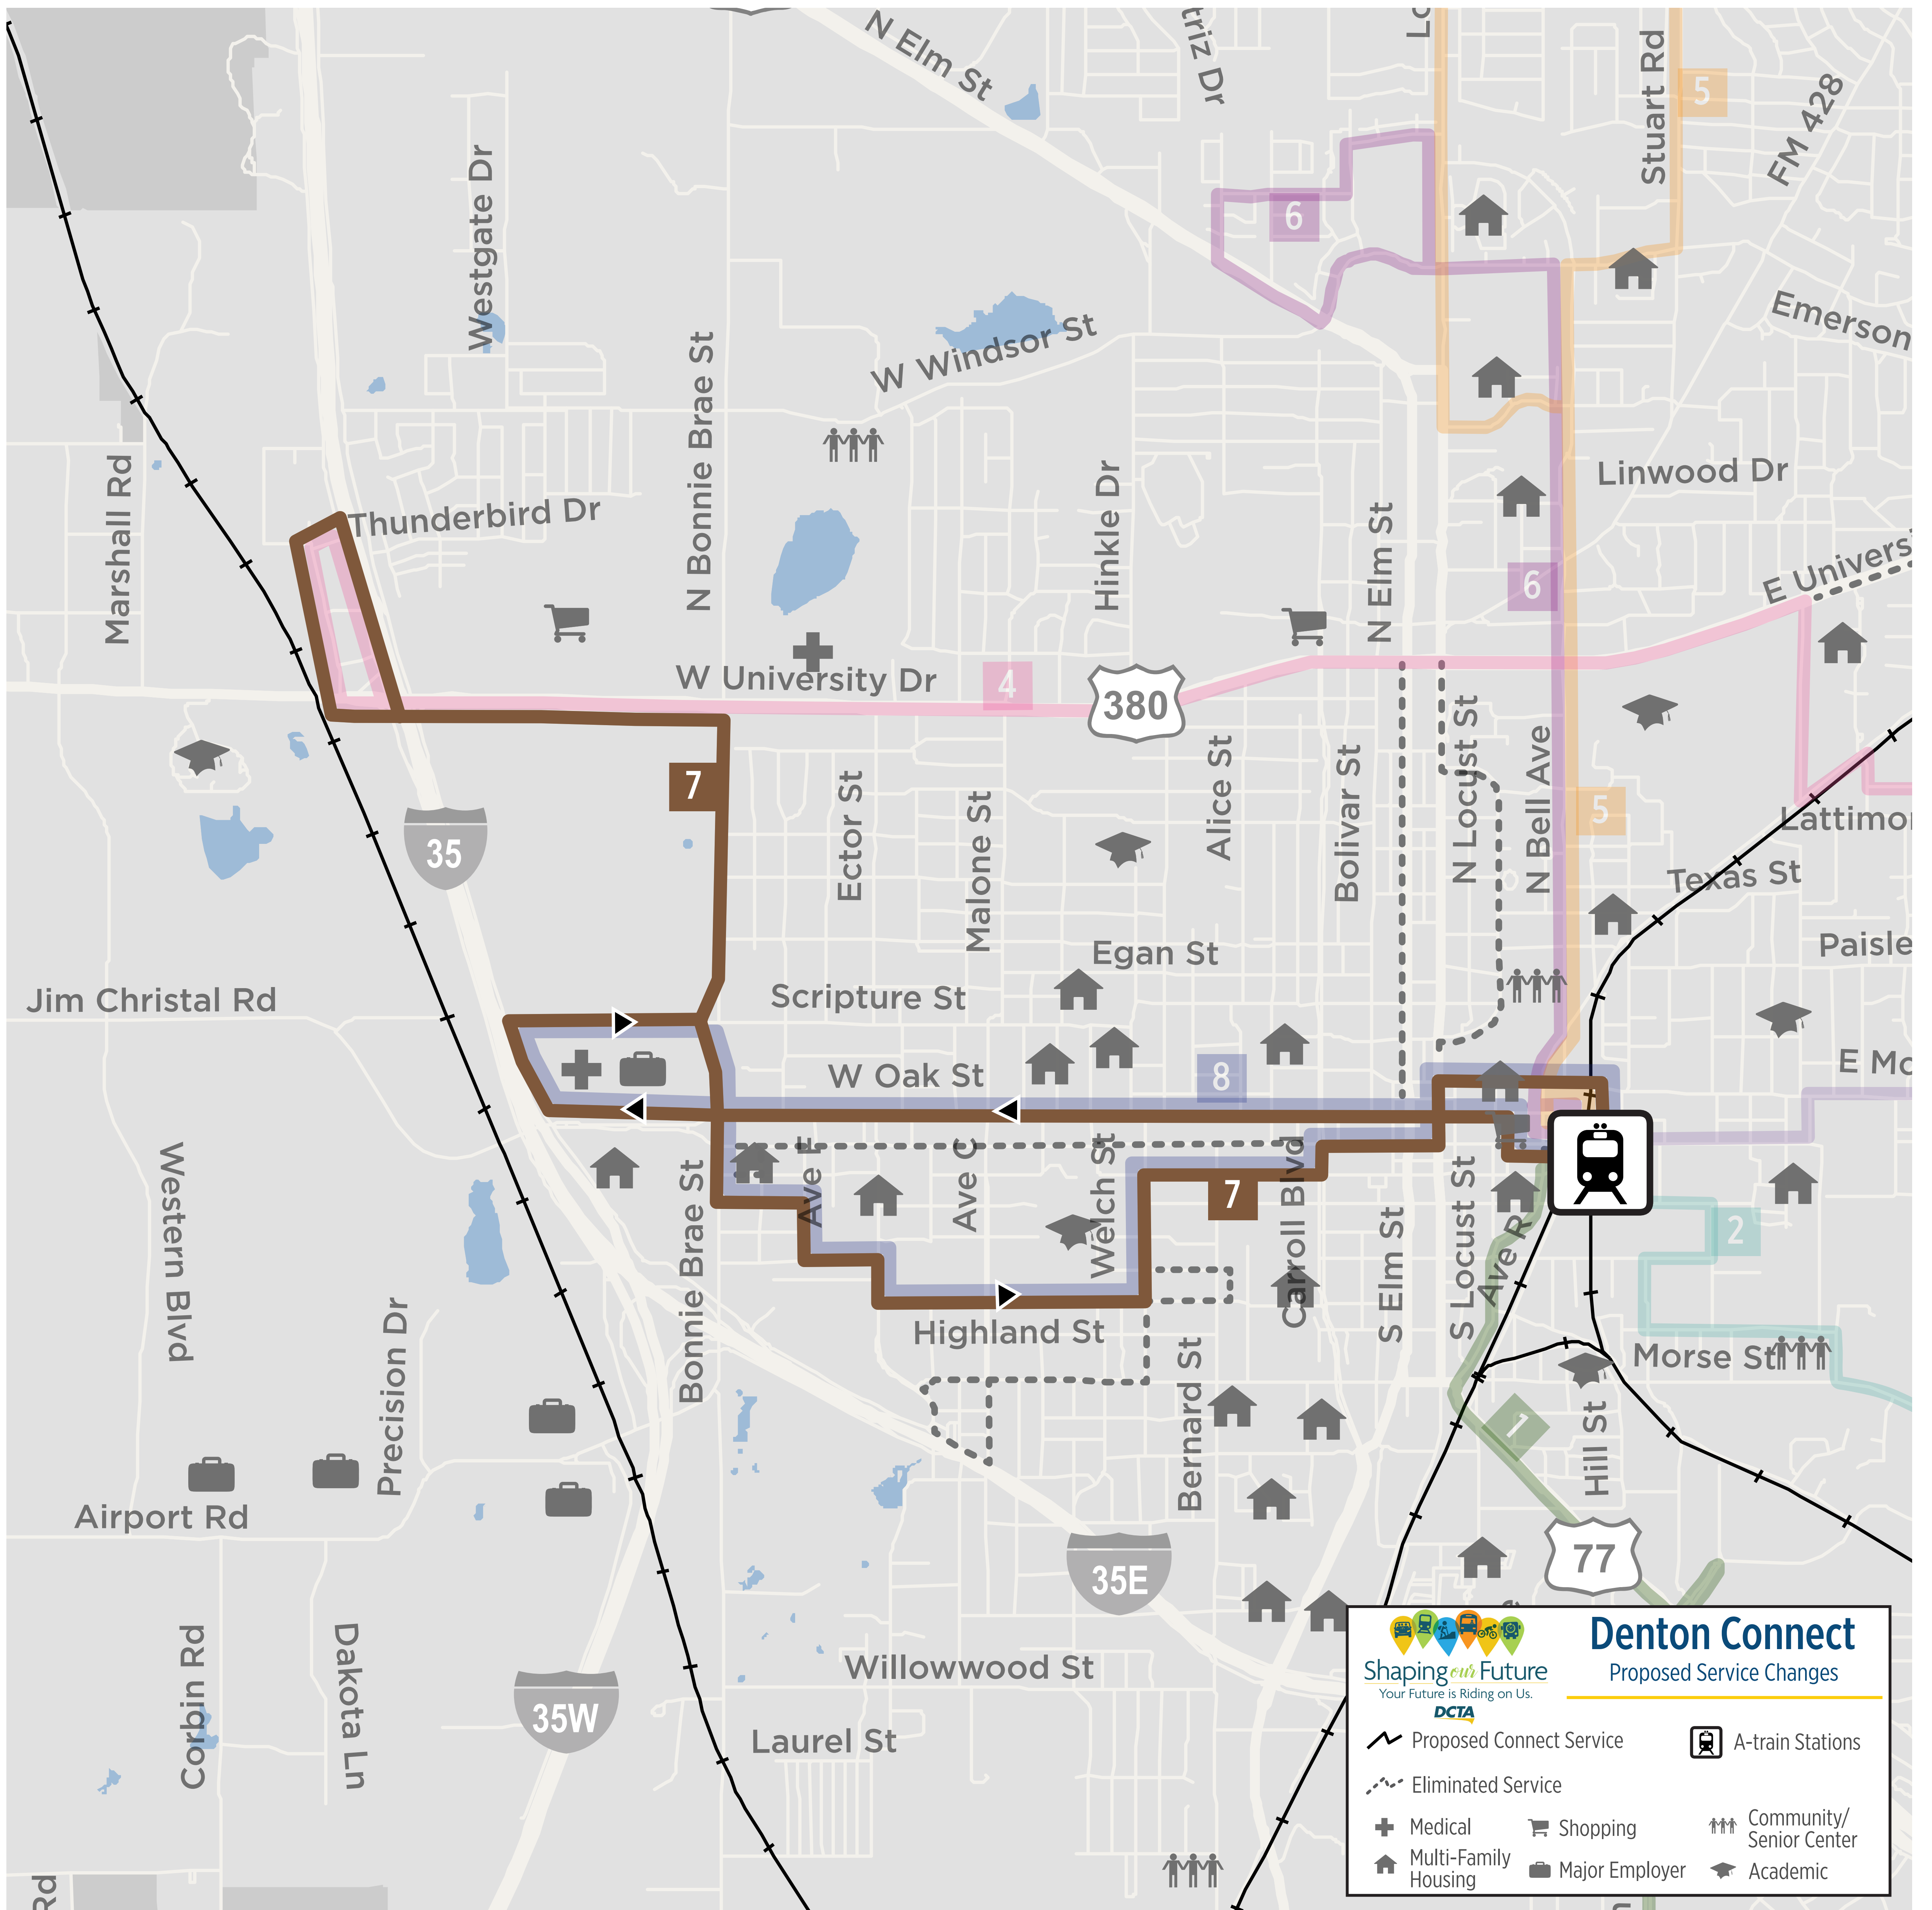 N Elm St
triz Dr
Stuart Rd
5
FM 428
Westgate Dr
6
Emerson
W Windsor St
N Bonnie Brae St
Linwood Dr
Marshall Rd
Thunderbird Dr
Hinkle Dr
N Elm St
6
E Univers
W University Dr
4
380
7
Ector St
Malone St
Alice St
Bolivar St
N Locust St
N Bell Ave
5
Lattimo
35
Texas St
Egan St
Paisle
Jim Christal Rd
Scripture St
W Oak St
8
E Mc
Western Blvd
Bonnie Brae St
Ave C
Welch St
7
Carroll Blvd
S Elm St
S Locust St
Ave R
2
Highland St
Morse St
Precision Dr
Bernard St
1
Hill St
Airport Rd
35E
77
Corbin Rd
Dakota Ln
35W
Willowwood St
Laurel St
Rd
Shaping our Future
Your Future is Riding on Us.
DCTA
Denton Connect
Proposed Service Changes
Proposed Connect Service
A-train Stations
Eliminated Service
Medical
Shopping
Community/
Senior Center
Multi-Family
Housing
Major Employer
Academic